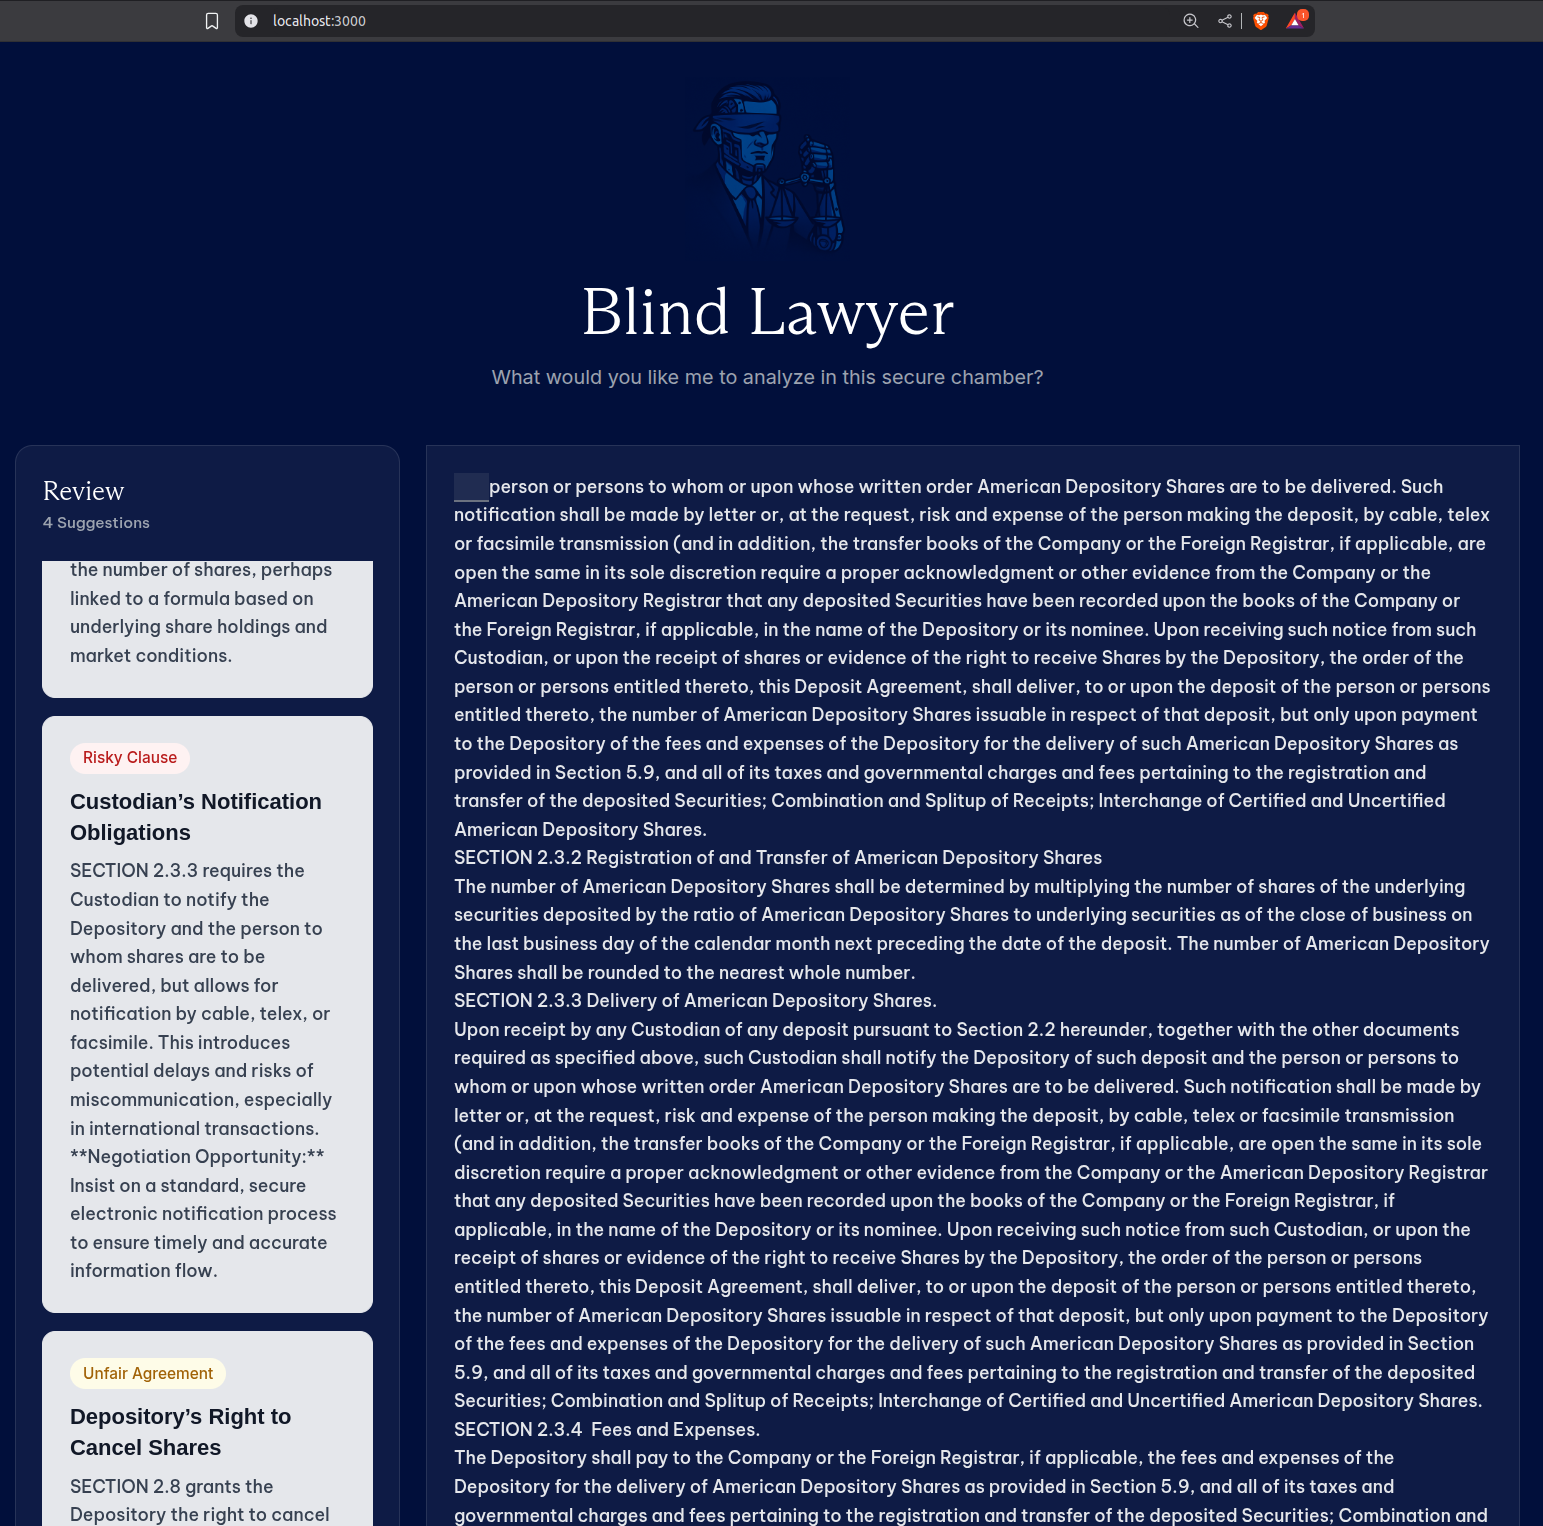 localhost:3000
1
Blind Lawyer
What would you like me to analyze in this secure chamber?
Review
4 Suggestions
the number of shares, perhaps
linked to a formula based on
underlying share holdings and
market conditions.
Risky Clause
Custodian’s Notification
Obligations
SECTION 2.3.3 requires the
Custodian to notify the
Depository and the person to
whom shares are to be
delivered, but allows for
notification by cable, telex, or
facsimile. This introduces
potential delays and risks of
miscommunication, especially
in international transactions.
**Negotiation Opportunity:**
Insist on a standard, secure
electronic notification process
to ensure timely and accurate
information flow.
Unfair Agreement
Depository’s Right to
Cancel Shares
SECTION 2.8 grants the
Depository the right to cancel
person or persons to whom or upon whose written order American Depository Shares are to be delivered. Such
notification shall be made by letter or, at the request, risk and expense of the person making the deposit, by cable, telex
or facsimile transmission (and in addition, the transfer books of the Company or the Foreign Registrar, if applicable, are
open the same in its sole discretion require a proper acknowledgment or other evidence from the Company or the
American Depository Registrar that any deposited Securities have been recorded upon the books of the Company or
the Foreign Registrar, if applicable, in the name of the Depository or its nominee. Upon receiving such notice from such
Custodian, or upon the receipt of shares or evidence of the right to receive Shares by the Depository, the order of the
person or persons entitled thereto, this Deposit Agreement, shall deliver, to or upon the deposit of the person or persons
entitled thereto, the number of American Depository Shares issuable in respect of that deposit, but only upon payment
to the Depository of the fees and expenses of the Depository for the delivery of such American Depository Shares as
provided in Section 5.9, and all of its taxes and governmental charges and fees pertaining to the registration and
transfer of the deposited Securities; Combination and Splitup of Receipts; Interchange of Certified and Uncertified
American Depository Shares.
SECTION 2.3.2 Registration of and Transfer of American Depository Shares
The number of American Depository Shares shall be determined by multiplying the number of shares of the underlying
securities deposited by the ratio of American Depository Shares to underlying securities as of the close of business on
the last business day of the calendar month next preceding the date of the deposit. The number of American Depository
Shares shall be rounded to the nearest whole number.
SECTION 2.3.3 Delivery of American Depository Shares.
Upon receipt by any Custodian of any deposit pursuant to Section 2.2 hereunder, together with the other documents
required as specified above, such Custodian shall notify the Depository of such deposit and the person or persons to
whom or upon whose written order American Depository Shares are to be delivered. Such notification shall be made by
letter or, at the request, risk and expense of the person making the deposit, by cable, telex or facsimile transmission
(and in addition, the transfer books of the Company or the Foreign Registrar, if applicable, are open the same in its sole
discretion require a proper acknowledgment or other evidence from the Company or the American Depository Registrar
that any deposited Securities have been recorded upon the books of the Company or the Foreign Registrar, if
applicable, in the name of the Depository or its nominee. Upon receiving such notice from such Custodian, or upon the
receipt of shares or evidence of the right to receive Shares by the Depository, the order of the person or persons
entitled thereto, this Deposit Agreement, shall deliver, to or upon the deposit of the person or persons entitled thereto,
the number of American Depository Shares issuable in respect of that deposit, but only upon payment to the Depository
of the fees and expenses of the Depository for the delivery of such American Depository Shares as provided in Section
5.9, and all of its taxes and governmental charges and fees pertaining to the registration and transfer of the deposited
Securities; Combination and Splitup of Receipts; Interchange of Certified and Uncertified American Depository Shares.
SECTION 2.3.4  Fees and Expenses.
The Depository shall pay to the Company or the Foreign Registrar, if applicable, the fees and expenses of the
Depository for the delivery of American Depository Shares as provided in Section 5.9, and all of its taxes and
governmental charges and fees pertaining to the registration and transfer of the deposited Securities; Combination and